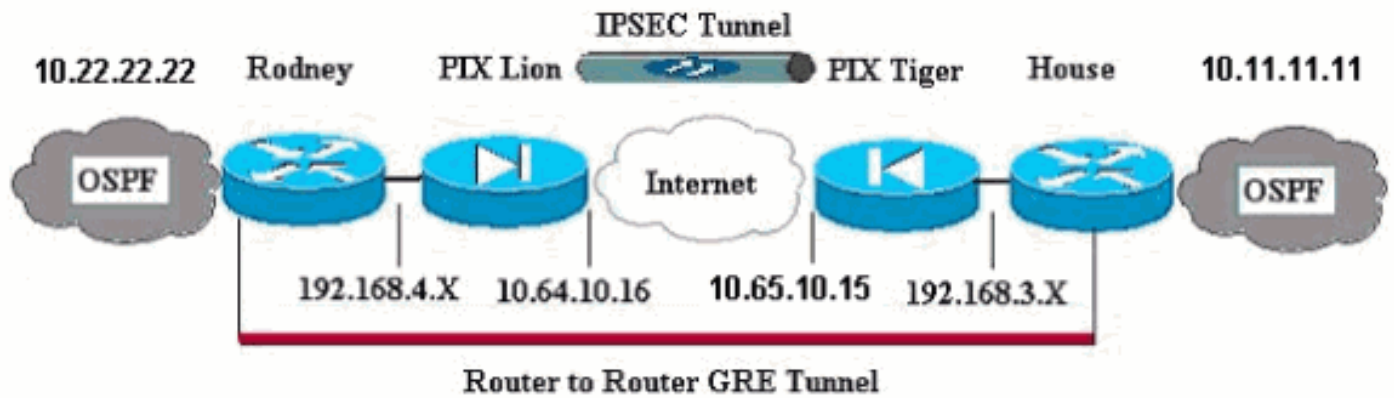 IPSEC Tunnel
10.22.22.22 Rodney PIX Lion PIX Tiger House 10.11.11.11
OSPF Internet OSPF
192.168.4.X 10.64.10.16 10.65.10.15 192.168.3.X
Router to Router GRE Tunnel